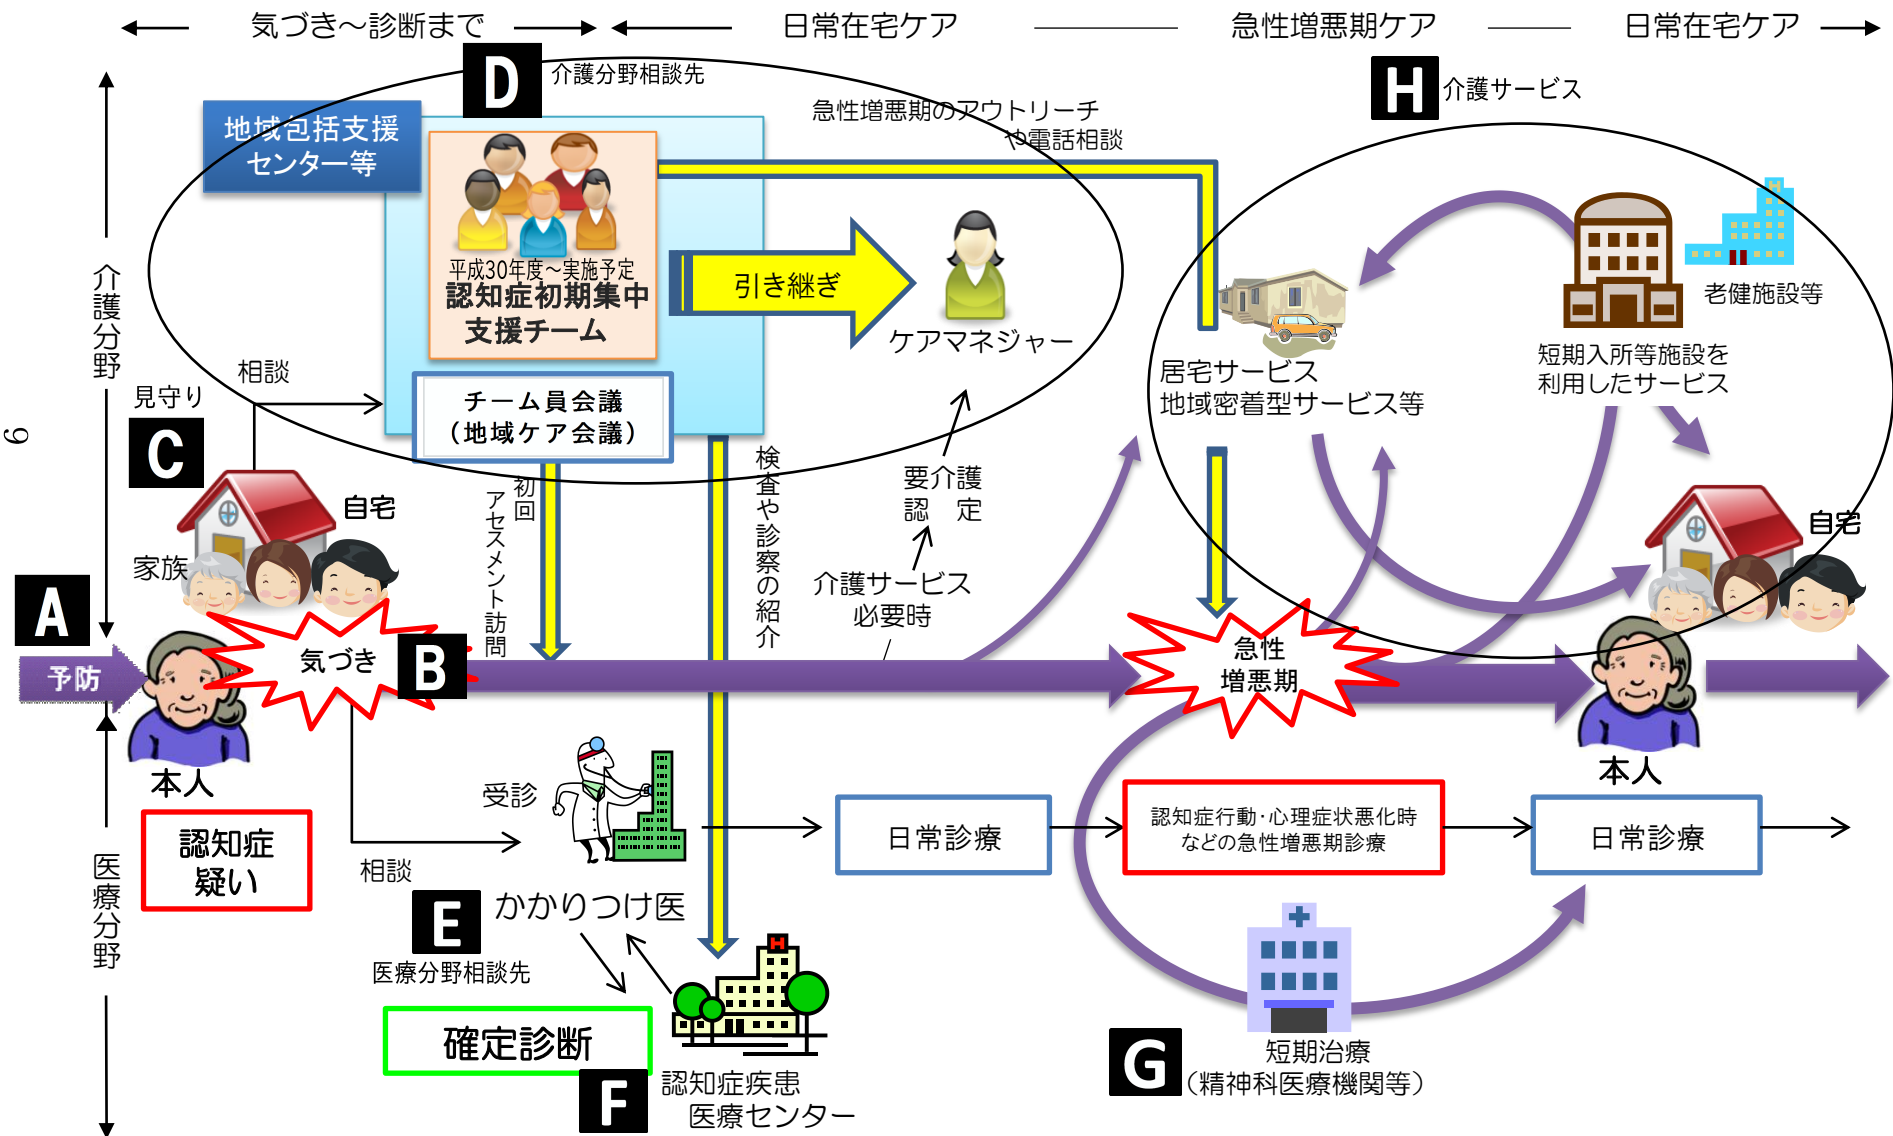 気づき～診断まで
日常在宅ケア
急性増悪期ケア
日常在宅ケア
D
介護分野相談先
H
介護サービス
地域包括支援
センター等
急性増悪期のアウトリーチ
や電話相談
平成30年度～実施予定
認知症初期集中
支援チーム
引き継ぎ
ケアマネジャー
老健施設等
短期入所等施設を
利用したサービス
居宅サービス
地域密着型サービス等
介護分野
相談
見守り
C
チーム員会議
（地域ケア会議）
9
自宅
家族
初回
アセスメント訪問
検査や診察の紹介
要介護
認　定
介護サービス
必要時
自宅
A
予防
気づき
B
急性
増悪期
本人
本人
認知症
疑い
受診
相談
日常診療
認知症行動・心理症状悪化時
などの急性増悪期診療
日常診療
医療分野
E
かかりつけ医
医療分野相談先
確定診断
F
認知症疾患
医療センター
G
短期治療
（精神科医療機関等）
H
H